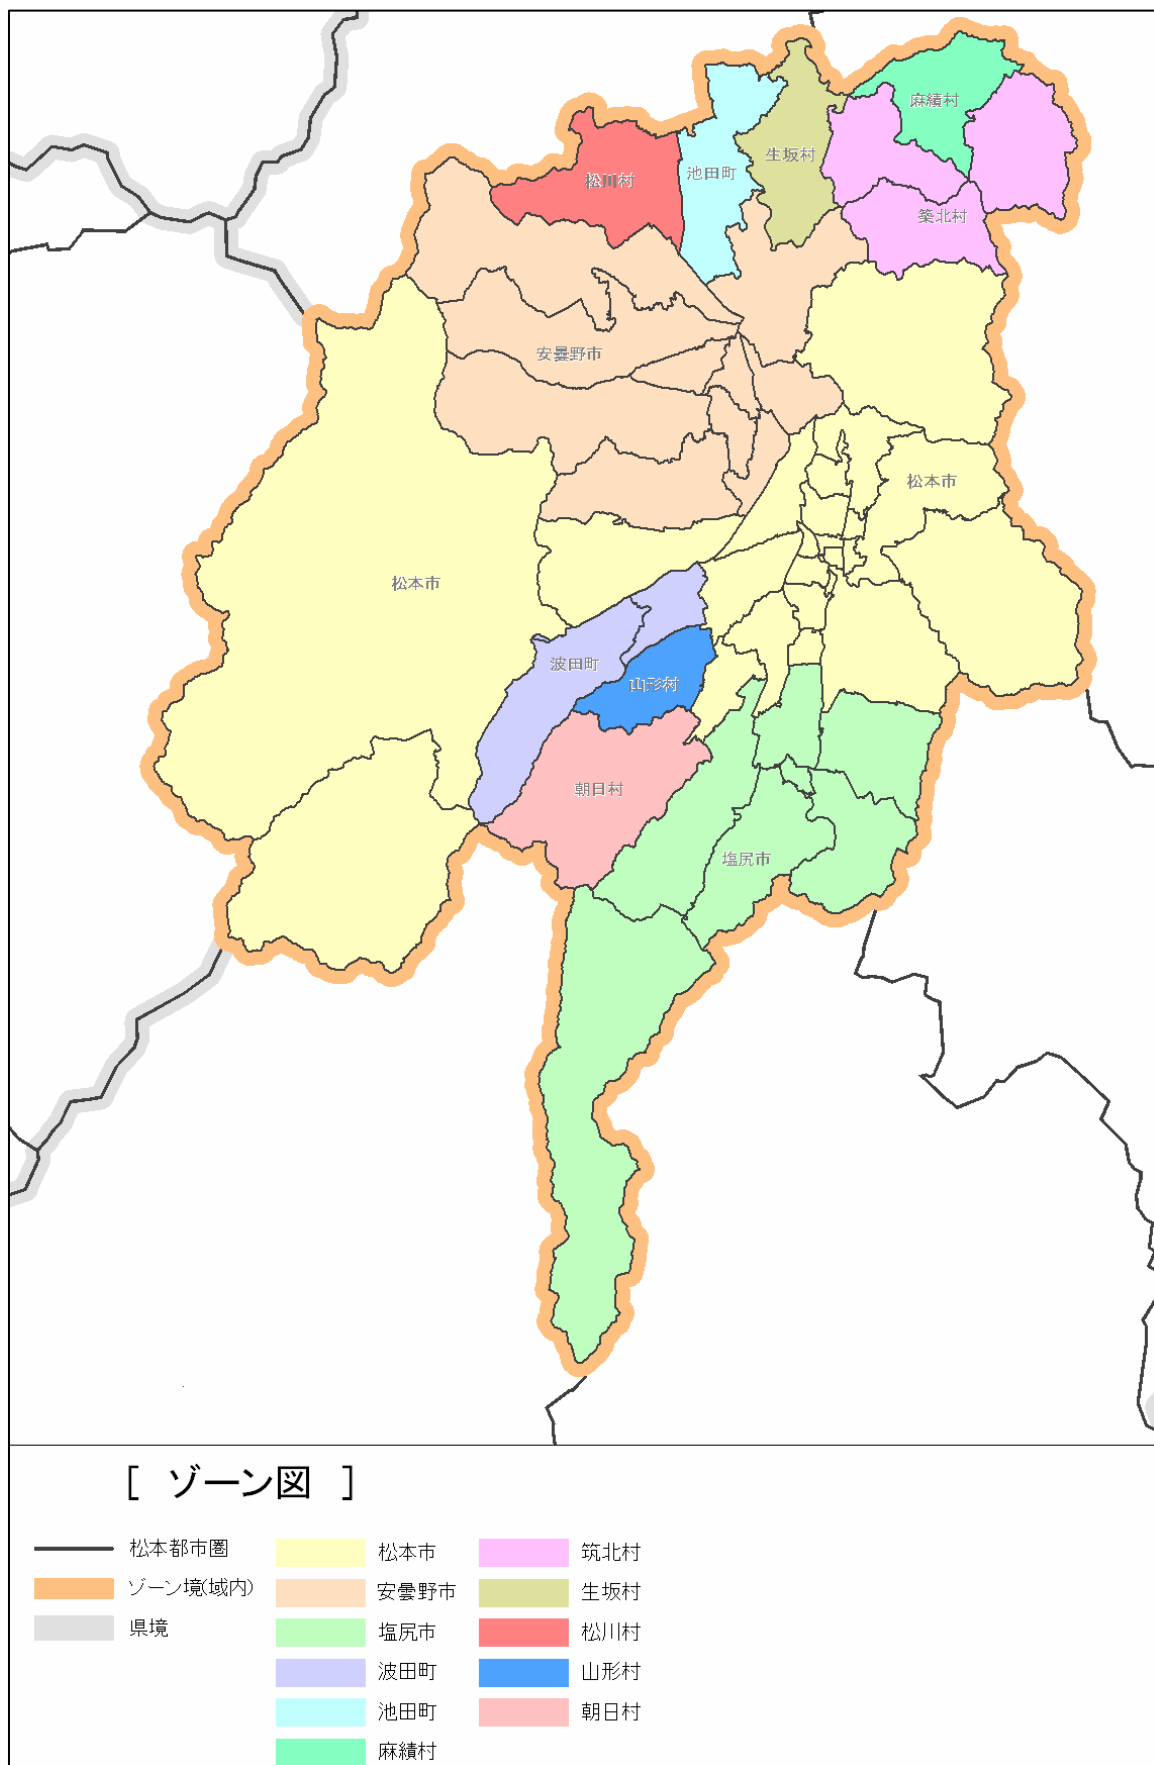 麻績村
生坂村
池田町
松川村
築北村
安曇野市
松本市
松本市
波田町
山形村
朝日村
塩尻市
[ ゾーン図 ]
松本都市圏
ゾーン境(域内)
県境
松本市
安曇野市
塩尻市
波田町
池田町
麻績村
筑北村
生坂村
松川村
山形村
朝日村